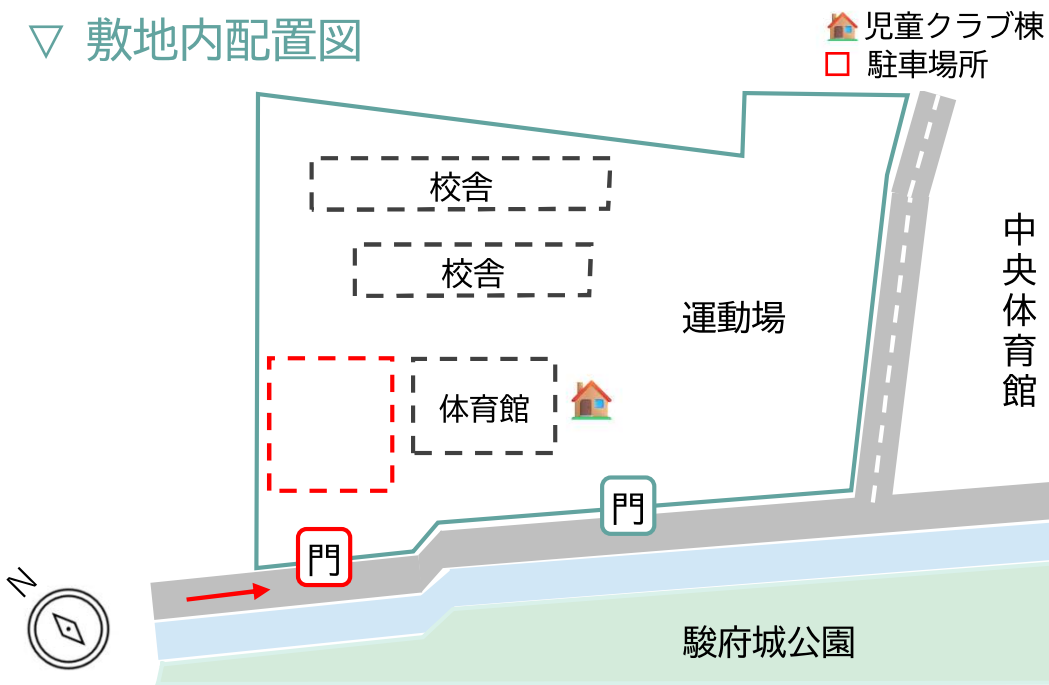 ▽ 敷地内配置図
児童クラブ棟
駐車場所
校舎
校舎
運動場
中央体育館
体育館
門
門
N
駿府城公園